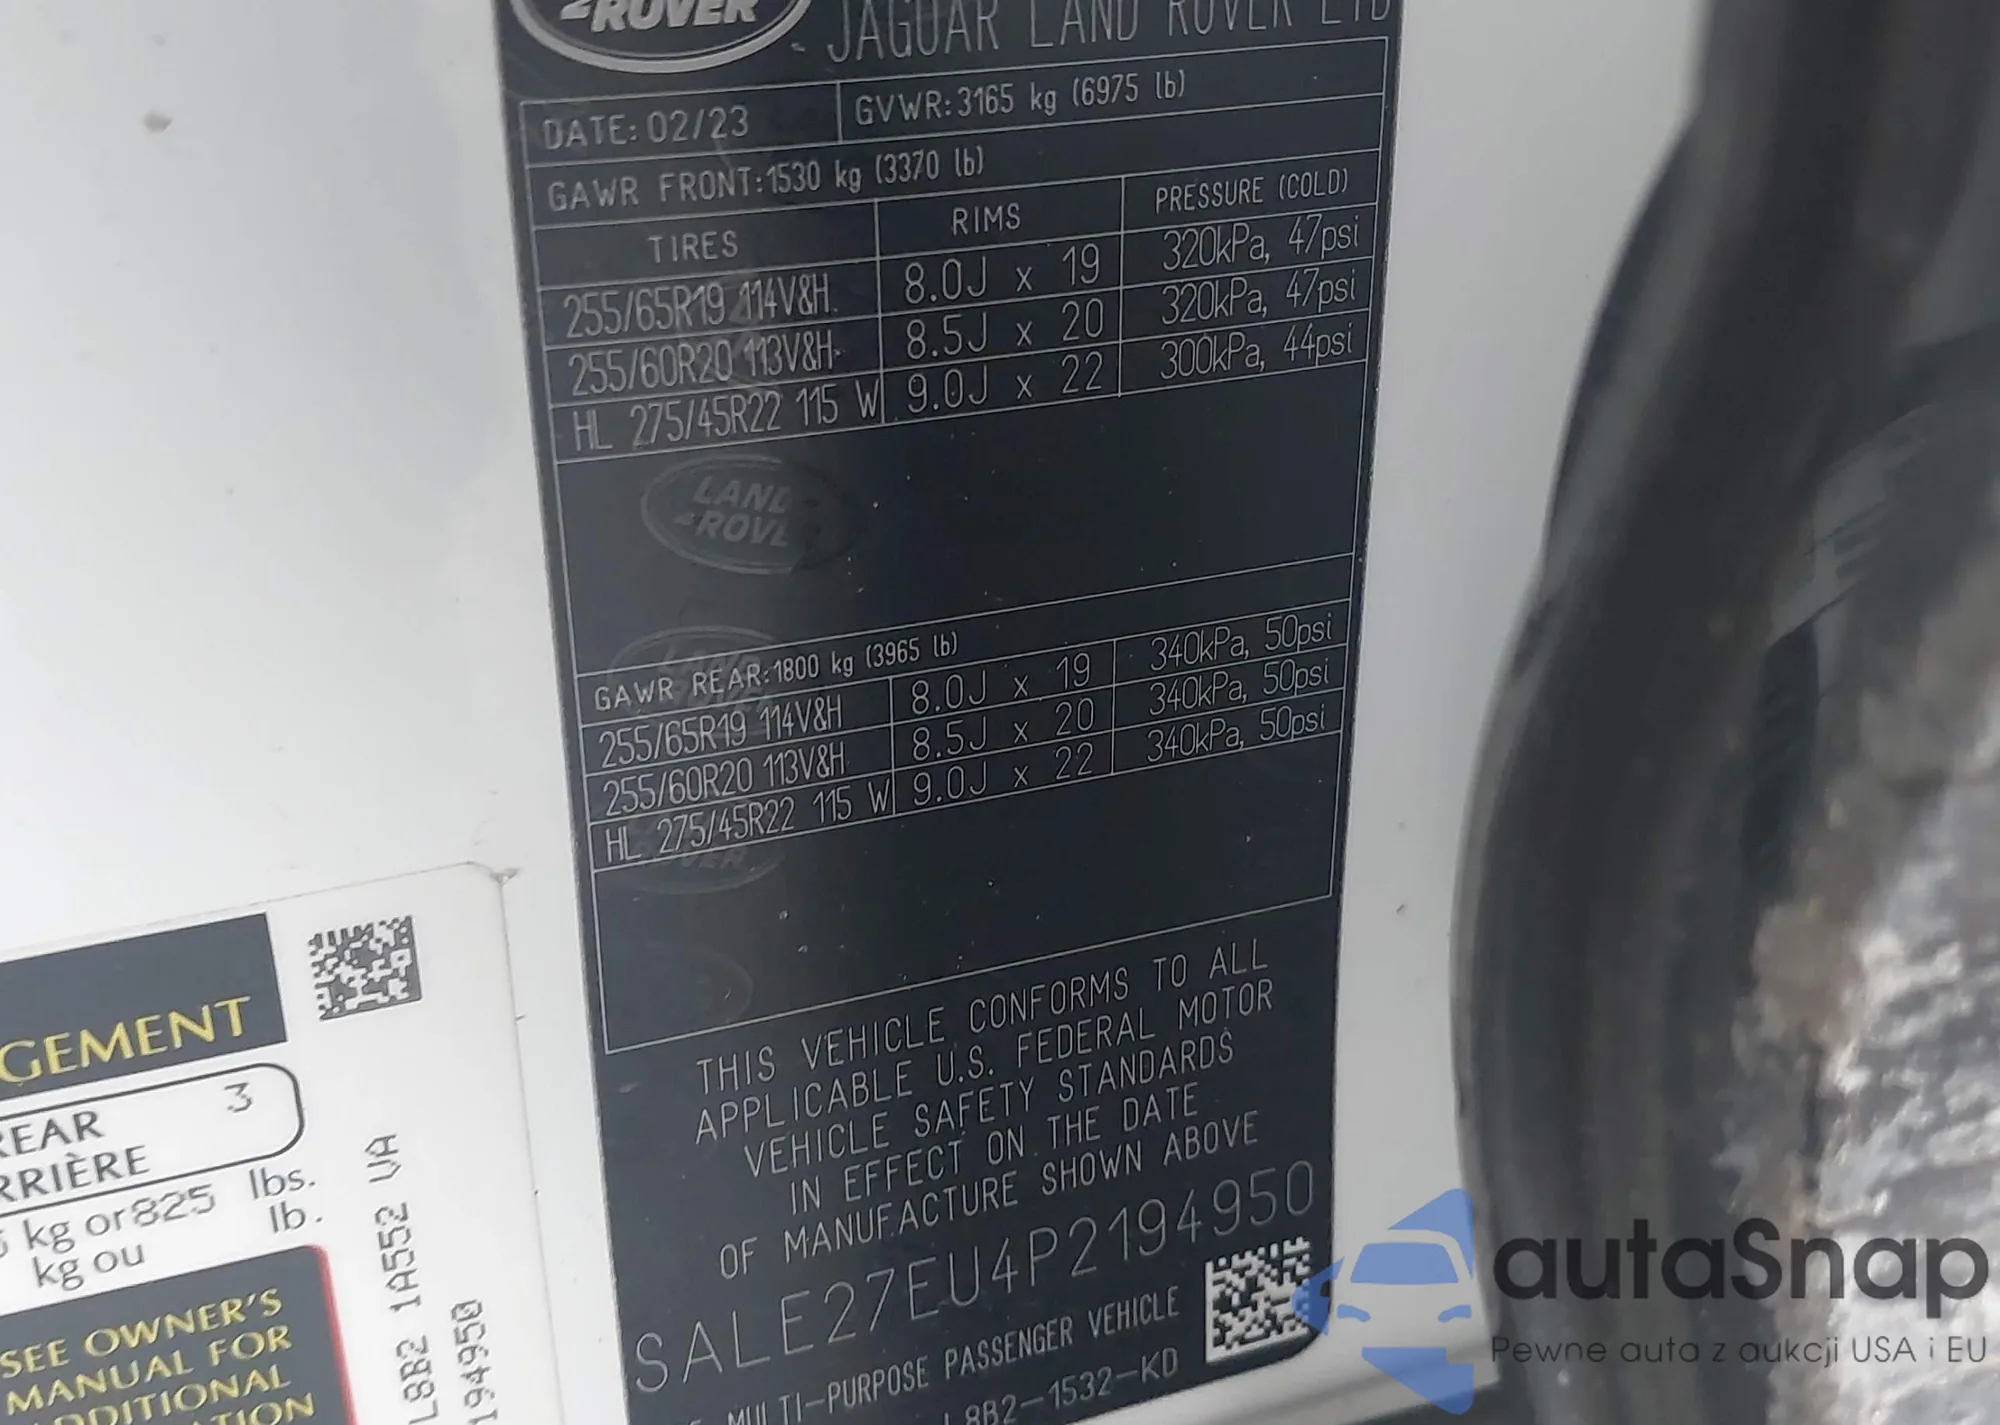 ROVER
JAGUAR LAND ROVER LTD
DATE: 02/23
GVWR: 3165 kg (6975 lb)
GAWR FRONT: 1530 kg (3370 lb)
TIRES RIMS PRESSURE (COLD)
255/65R19 114V&H 8.0J x 19 320kPa, 47psi
255/60R20 113V&H 8.5J x 20 320kPa, 47psi
HL 275/45R22 115 W 9.0J x 22 300kPa, 44psi
LAND
ROVER
GAWR REAR: 1800 kg (3965 lb)
255/65R19 114V&H 8.0J x 19 340kPa, 50psi
255/60R20 113V&H 8.5J x 20 340kPa, 50psi
HL 275/45R22 115 W 9.0J x 22 340kPa, 50psi
THIS VEHICLE CONFORMS TO ALL
APPLICABLE U.S. FEDERAL MOTOR
VEHICLE SAFETY STANDARDS
IN EFFECT ON THE DATE
OF MANUFACTURE SHOWN ABOVE
SALE27EU4P2194950
MULTI-PURPOSE PASSENGER VEHICLE
L8B2-1532-KD
GEMENT
REAR 3
RRIÈRE
kg or 825 lbs.
kg ou lb.
SEE OWNER'S
MANUAL FOR
ADDITIONAL
L8B2 1A552 VA
194950
autaSnap
Pewne auta z aukcji USA i EU